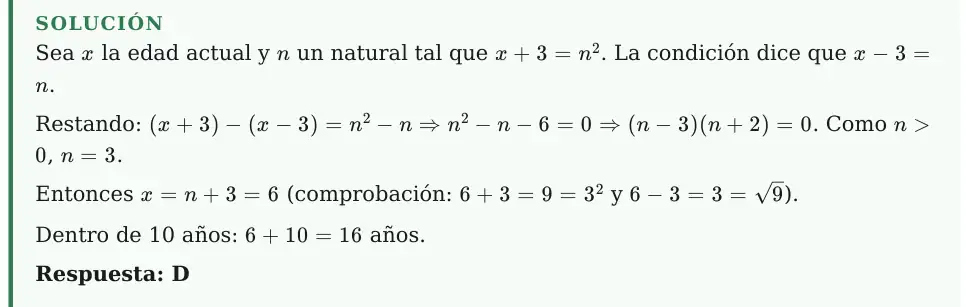 SOLUCIÓN
Sea x la edad actual y n un natural tal que x + 3 = n². La condición dice que x − 3 =
n.
Restando: (x + 3) − (x − 3) = n² − n ⇒ n² − n − 6 = 0 ⇒ (n − 3)(n + 2) = 0. Como n >
0, n = 3.
Entonces x = n + 3 = 6 (comprobación: 6 + 3 = 9 = 3² y 6 − 3 = 3 = √9).
Dentro de 10 años: 6 + 10 = 16 años.
Respuesta: D